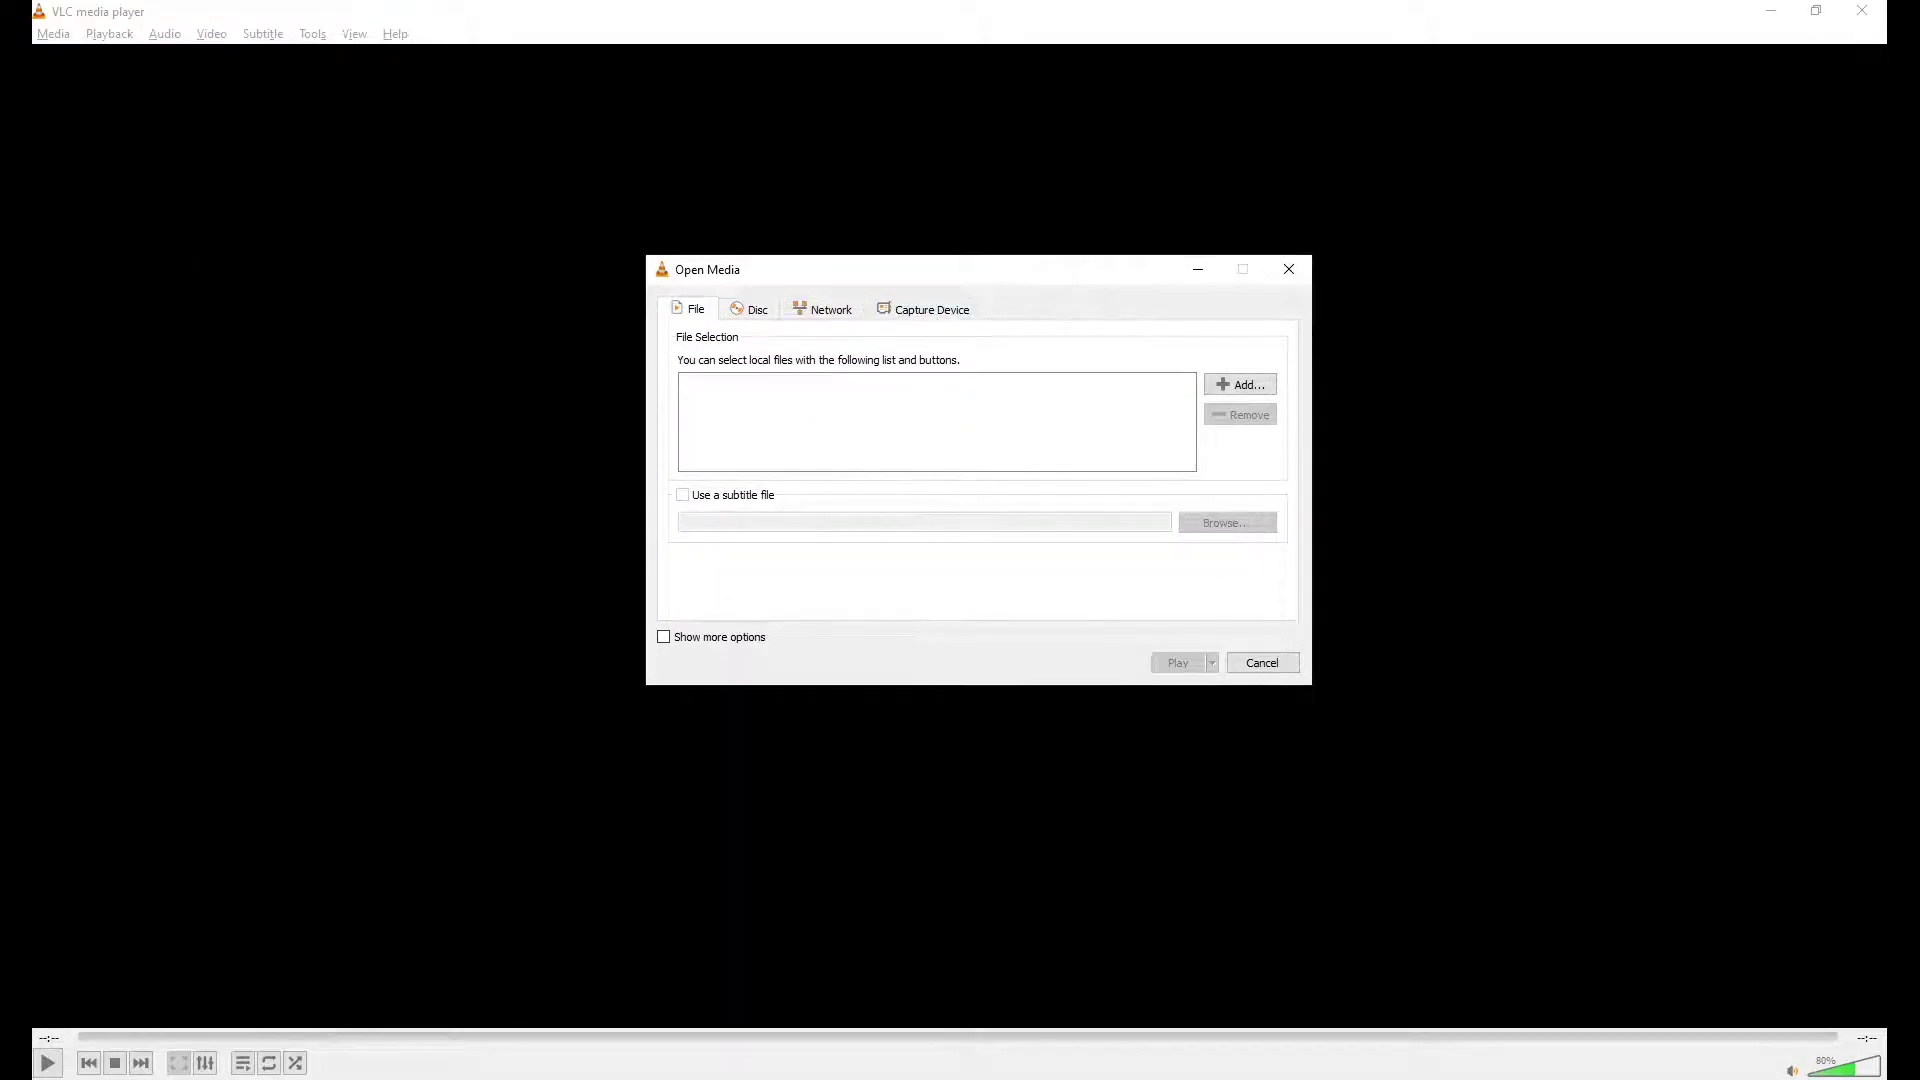 VLC media player
Media Playback Audio Video Subtitle Tools View Help
Open Media
File Disc Network Capture Device
File Selection
You can select local files with the following list and buttons.
Add...
Remove
Use a subtitle file
Browse...
Show more options
Play Cancel
--:-- --:--
80%